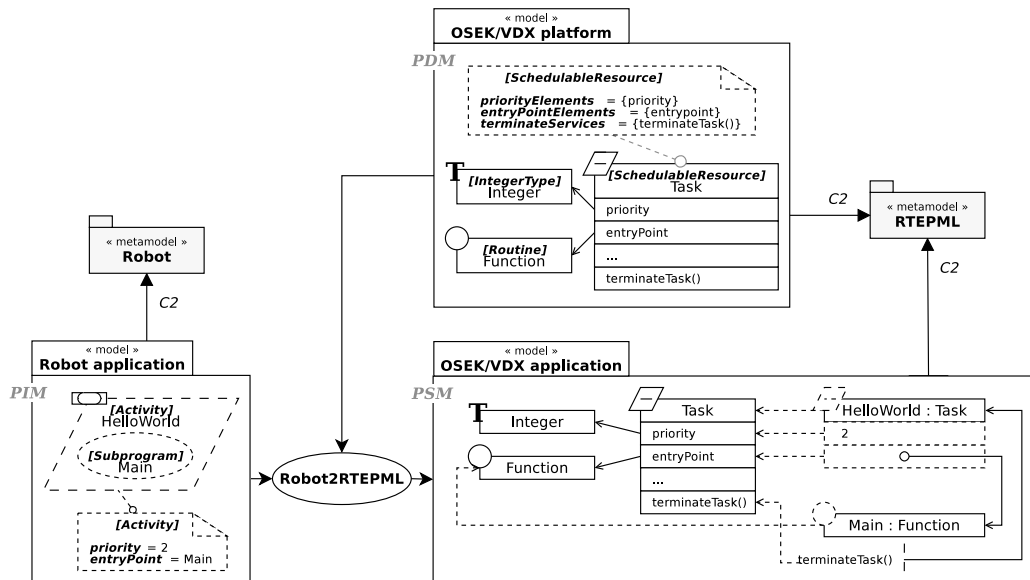 « model »
OSEK/VDX platform
PDM
[SchedulableResource]
priorityElements = {priority}
entryPointElements = {entrypoint}
terminateServices = {terminateTask()}
T
[IntegerType]
Integer
[SchedulableResource]
Task
priority
entryPoint
...
terminateTask()
[Routine]
Function
C2
« metamodel »
RTEPML
C2
« metamodel »
Robot
C2
« model »
Robot application
PIM
[Activity]
HelloWorld
[Subprogram]
Main
[Activity]
priority = 2
entryPoint = Main
Robot2RTEPML
« model »
OSEK/VDX application
PSM
T
Integer
Function
Task
priority
entryPoint
...
terminateTask()
HelloWorld : Task
2
Main : Function
terminateTask()